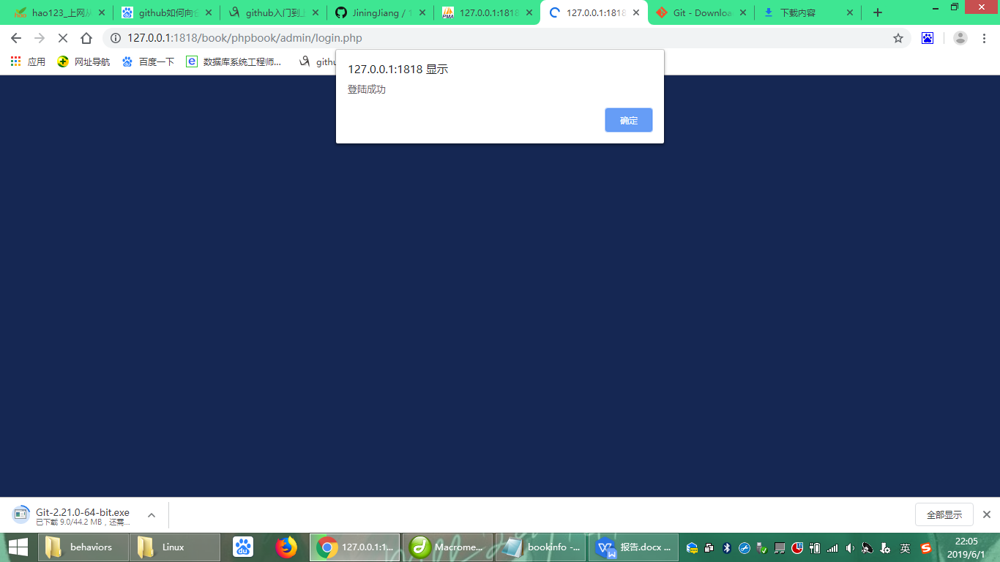 hao123_上网从
github如何向仓
github入门到上
JiningJiang / 1
127.0.0.1:1818
127.0.0.1:1818
Git - Downloa
下载内容
127.0.0.1:1818/book/phpbook/admin/login.php
应用
网址导航
百度一下
数据库系统工程师...
githu
127.0.0.1:1818 显示
登陆成功
确定
Git-2.21.0-64-bit.exe
已下载 9.0/44.2 MB，还需...
全部显示
behaviors
Linux
127.0.0.1:1...
Macrome...
bookinfo -...
报告.docx ...
英
22:05
2019/6/1